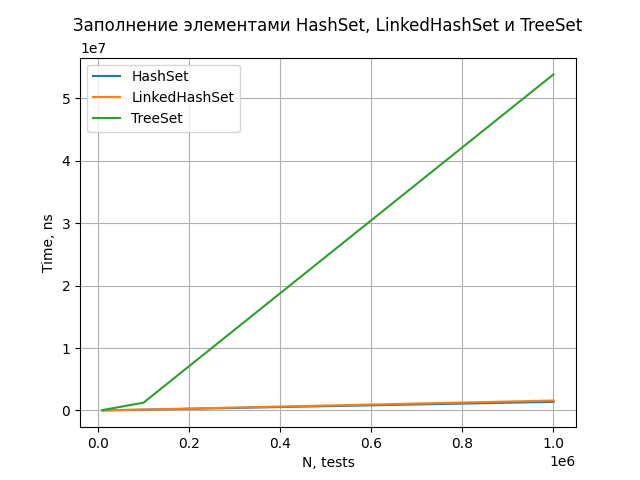 Заполнение элементами HashSet, LinkedHashSet и TreeSet
1e7
HashSet
LinkedHashSet
TreeSet
5
4
3
2
1
0
Time, ns
0.0 0.2 0.4 0.6 0.8 1.0
N, tests
1e6